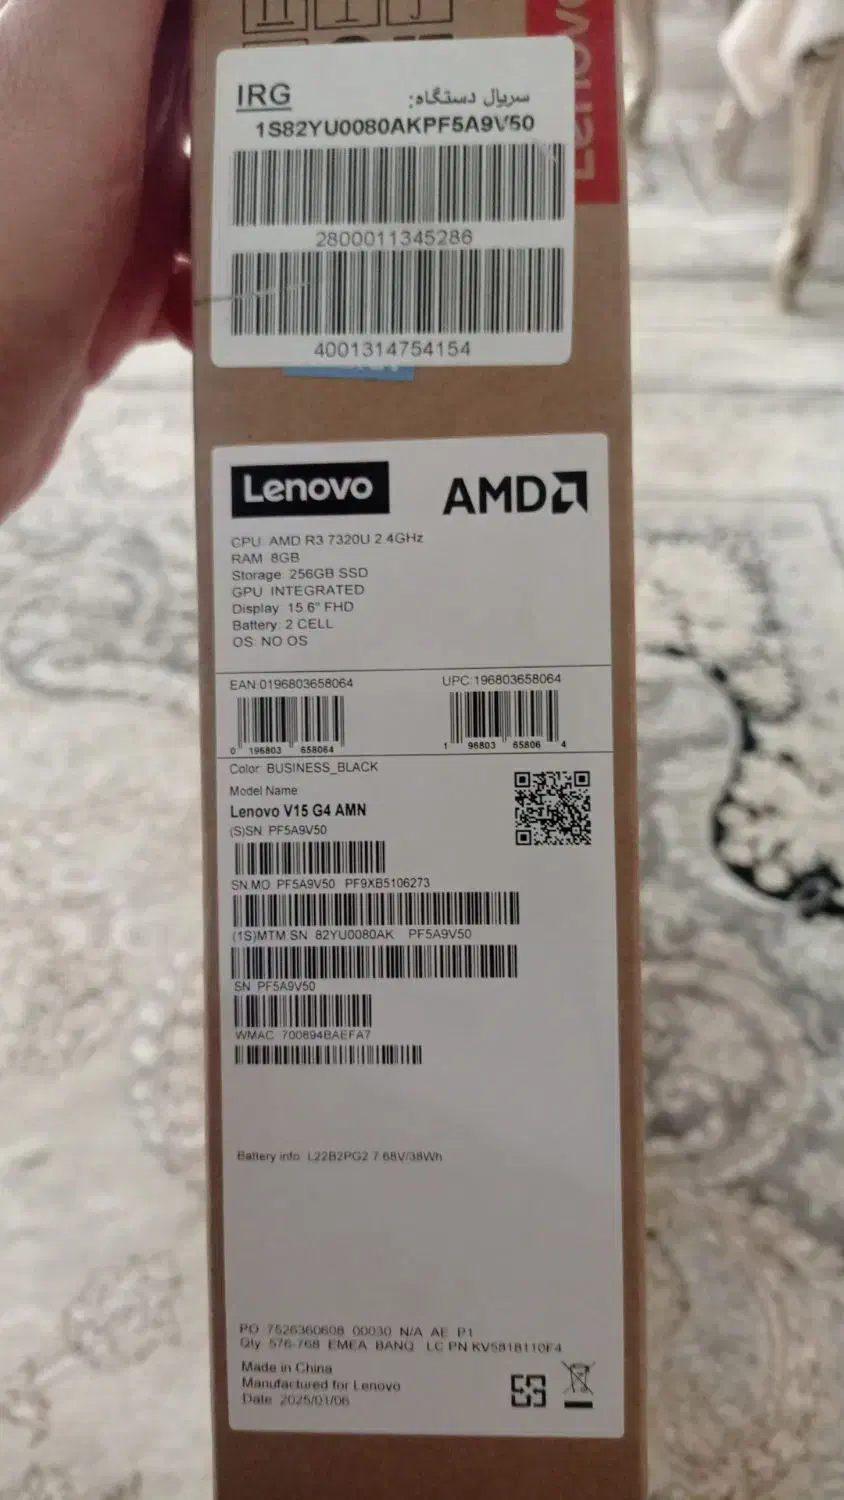 Lenovo
IRG
سریال دستگاه:
1S82YU0080AKPF5A9V50
2800011345286
4001314754154
Lenovo
AMD
CPU: AMD R3 7320U 2.4GHz
RAM: 8GB
Storage: 256GB SSD
GPU: INTEGRATED
Display: 15.6" FHD
Battery: 2 CELL
OS: NO OS
EAN:0196803658064
UPC:196803658064
0 196803 658064
1 96803 65806 4
Color: BUSINESS_BLACK
Model Name
Lenovo V15 G4 AMN
(S)SN: PF5A9V50
SN.MO: PF5A9V50 PF9XB5106273
(1S)MTM SN: 82YU0080AK PF5A9V50
SN: PF5A9V50
WMAC: 700894BAEFA7
Battery info: L22B2PG2 7.68V/38Wh
PO: 7526360608 00030 N/A AE P1
Qty: 576-768 EMEA BANQ LC PN:KV5818110F4
Made in China
Manufactured for Lenovo
Date: 2025/01/06